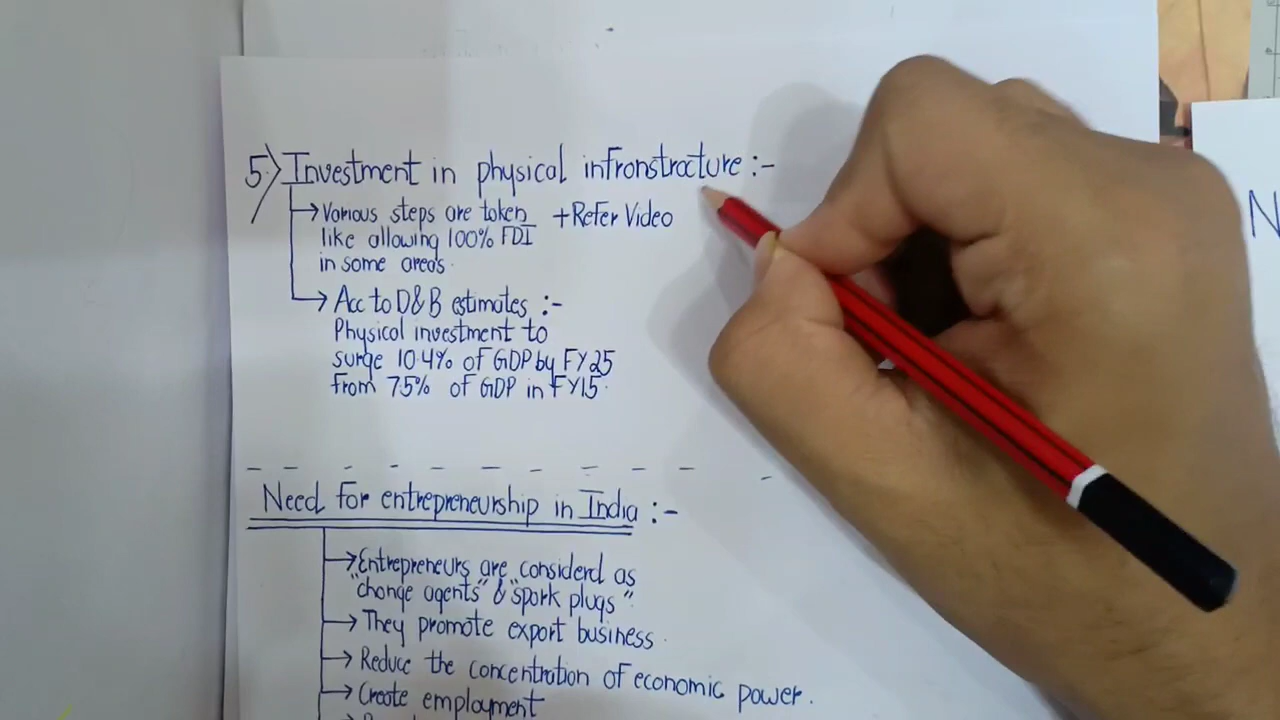 5) Investment in physical infronstracture :-
→ Various steps are taken + Refer Video
like allowing 100% FDI
in some areas.
→ Acc to D&B estimates :-
Physical investment to
surge 10.4% of GDP by FY25
from 7.5% of GDP in FY15.
Need for entrepreneurship in India :-
→ Entrepreneurs are considerd as
"change agents" & "spark plugs".
→ They promote export business.
→ Reduce the concentration of economic power.
→ Create employment
N